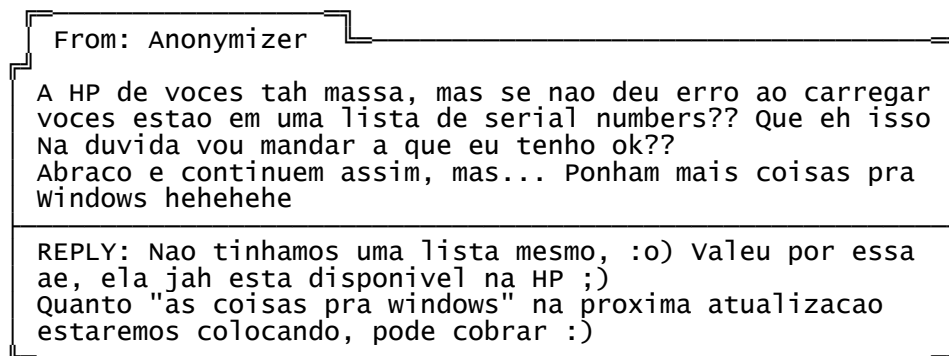 From: Anonymizer
A HP de voces tah massa, mas se nao deu erro ao carregar
voces estao em uma lista de serial numbers?? Que eh isso
Na duvida vou mandar a que eu tenho ok??
Abraco e continuem assim, mas... Ponham mais coisas pra
Windows hehehehe
REPLY: Nao tinhamos uma lista mesmo, :o) Valeu por essa
ae, ela jah esta disponivel na HP ;)
Quanto "as coisas pra windows" na proxima atualizacao
estaremos colocando, pode cobrar :)